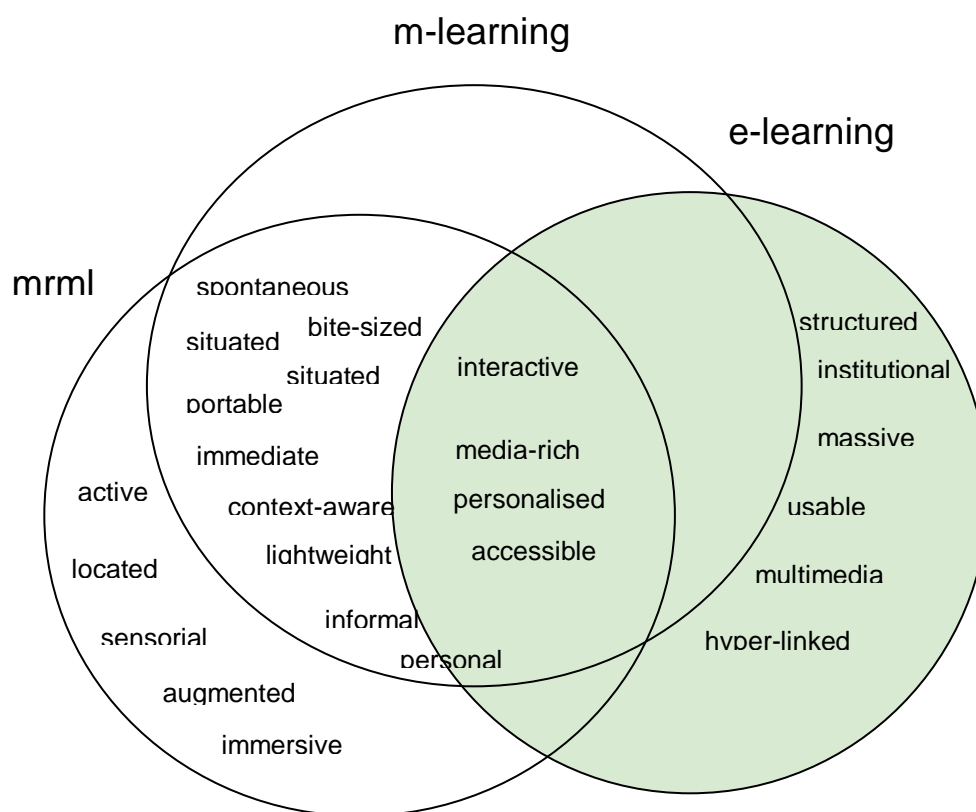 m-learning
e-learning
mrml
spontaneous
bite-sized
situated
situated
portable
immediate
context-aware
lightweight
informal
personal
interactive
media-rich
personalised
accessible
structured
institutional
massive
usable
multimedia
hyper-linked
active
located
sensorial
augmented
immersive